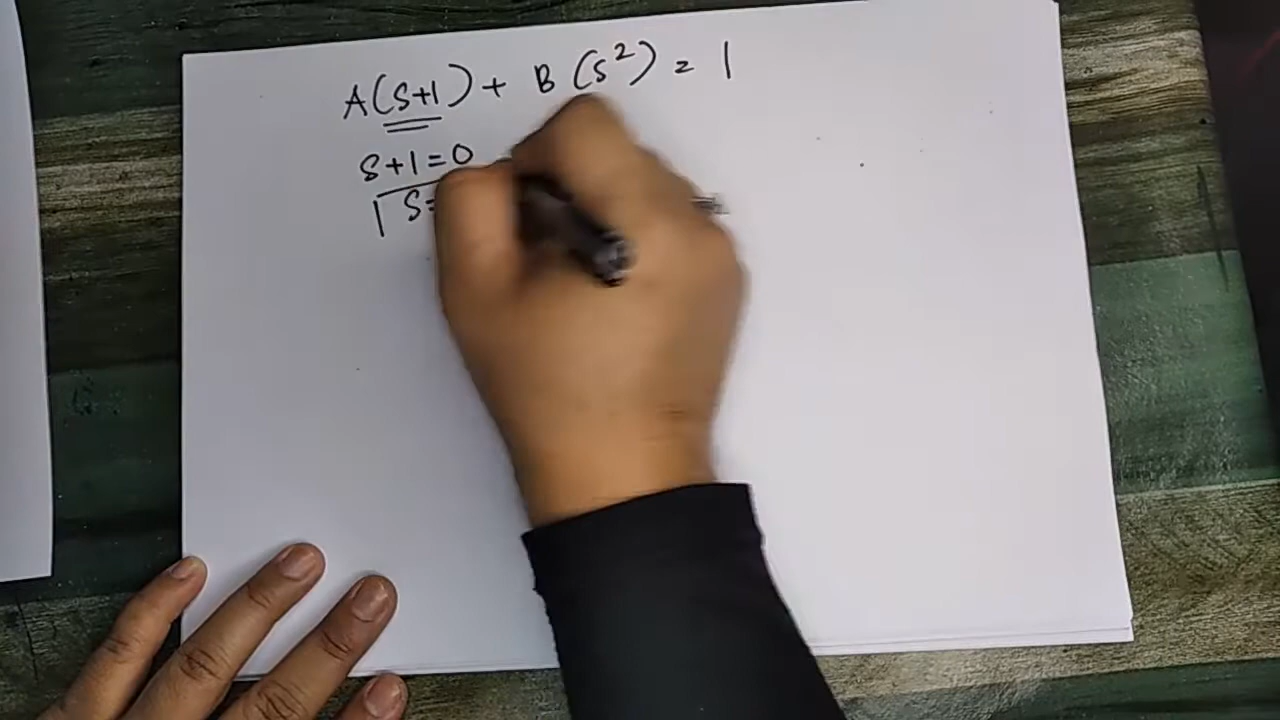 A(S+1) + B(S²) = 1
S+1=0
S=